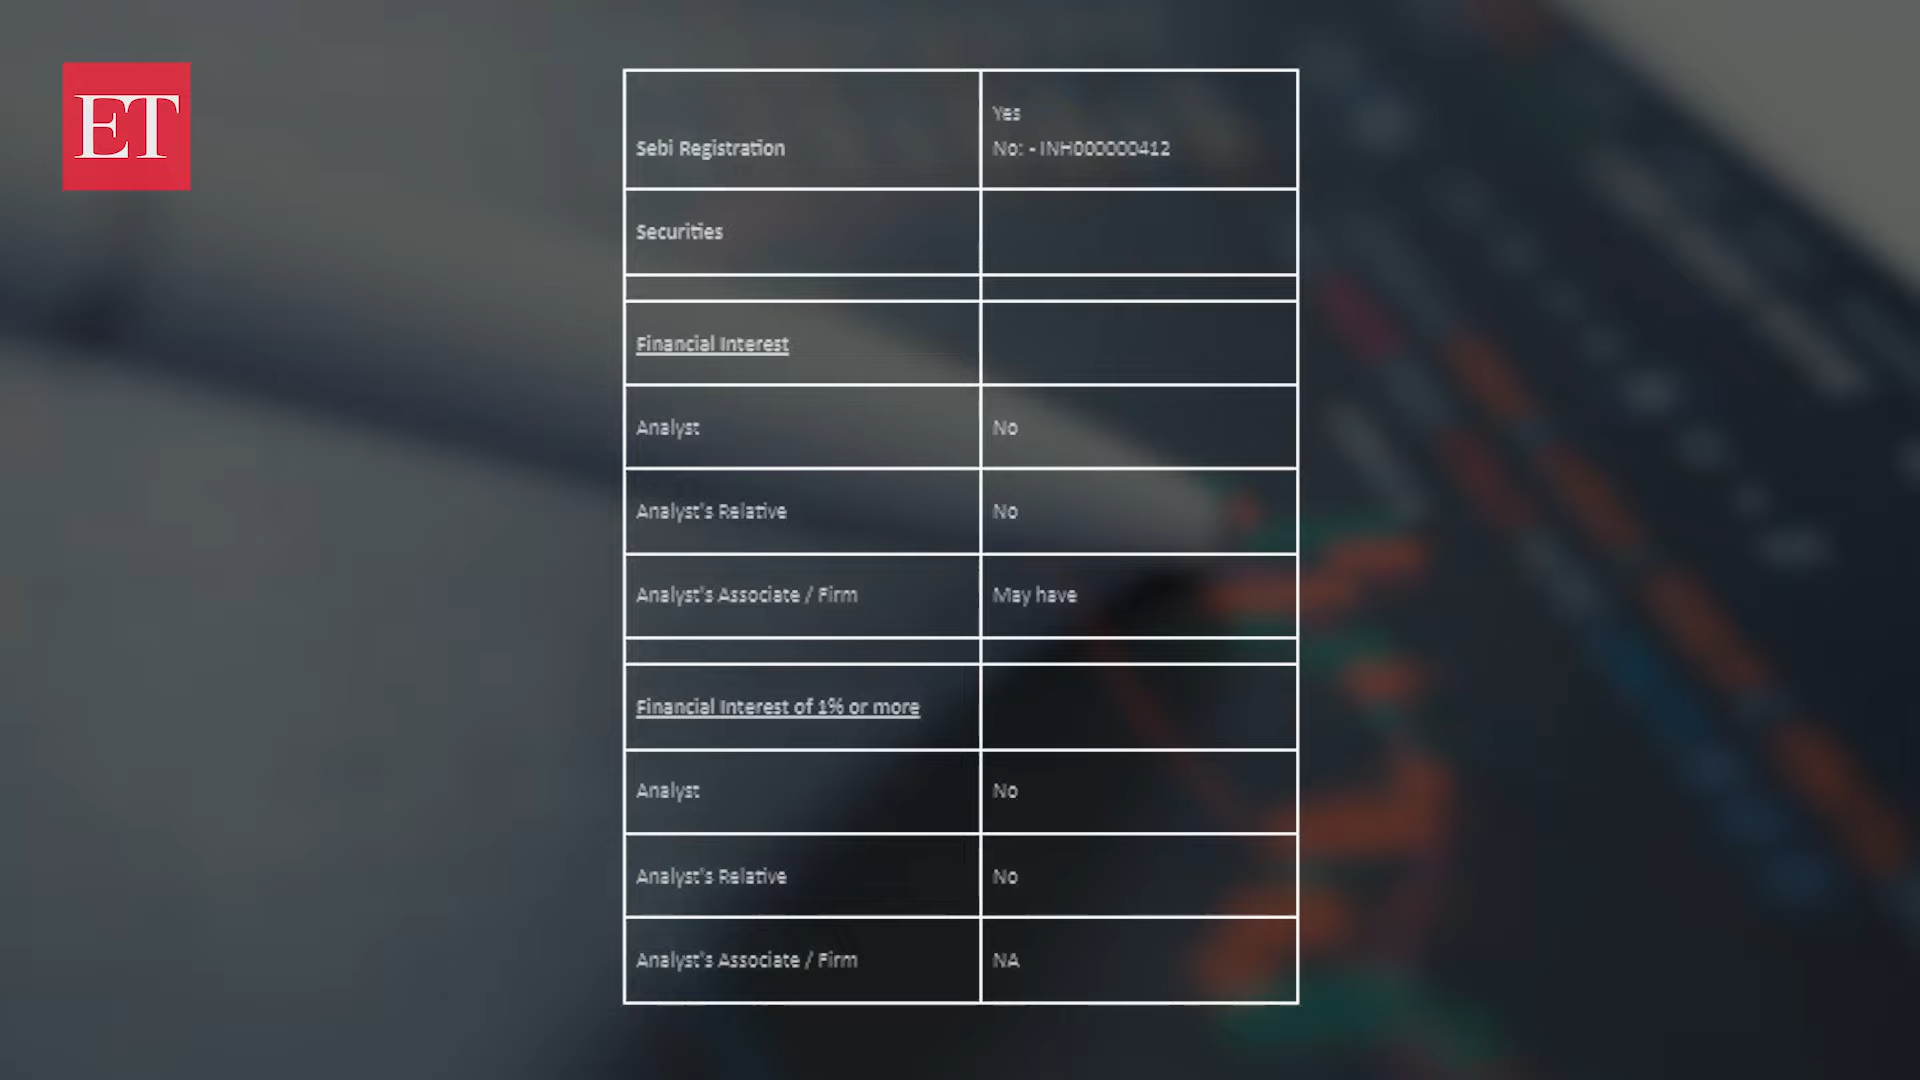 ET
Yes
Sebi Registration No: - INH000000412
Securities
Financial Interest
Analyst No
Analyst's Relative No
Analyst's Associate / Firm May have
Financial Interest of 1% or more
Analyst No
Analyst's Relative No
Analyst's Associate / Firm NA